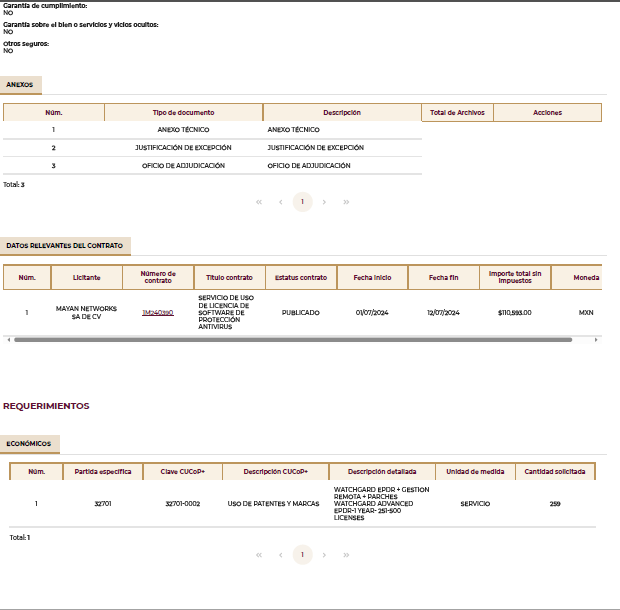 Garantía de cumplimiento:
NO
Garantía sobre el bien o servicios y vicios ocultos:
NO
Otros seguros:
NO
ANEXOS
Núm. Tipo de documento Descripción Total de Archivos Acciones
1 ANEXO TÉCNICO ANEXO TÉCNICO
2 JUSTIFICACIÓN DE EXCEPCIÓN JUSTIFICACIÓN DE EXCEPCIÓN
3 OFICIO DE ADJUDICACIÓN OFICIO DE ADJUDICACIÓN
Total: 3
« ‹ 1 › »
DATOS RELEVANTES DEL CONTRATO
Núm. Licitante Número de contrato Título contrato Estatus contrato Fecha inicio Fecha fin Importe total sin impuestos Moneda
1 MAYAN NETWORKS SA DE CV 1M240390 SERVICIO DE USO DE LICENCIA DE SOFTWARE DE PROTECCIÓN ANTIVIRUS PUBLICADO 01/07/2024 12/07/2024 $110,593.00 MXN
REQUERIMIENTOS
ECONÓMICOS
Núm. Partida específica Clave CUCoP+ Descripción CUCoP+ Descripción detallada Unidad de medida Cantidad solicitada
1 32701 32701-0002 USO DE PATENTES Y MARCAS WATCHGARD EPDR + GESTION REMOTA + PARCHES WATCHGARD ADVANCED EPDR-1 YEAR- 251-500 LICENSES SERVICIO 259
Total: 1
« ‹ 1 › »